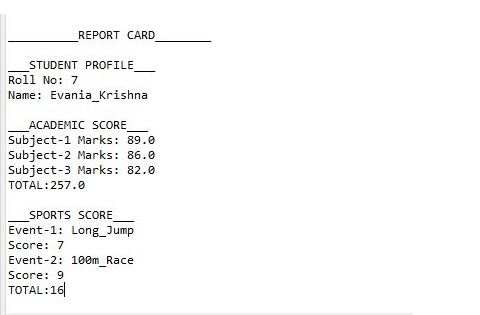 __________REPORT CARD________
___STUDENT PROFILE___
Roll No: 7
Name: Evania_Krishna
___ACADEMIC SCORE___
Subject-1 Marks: 89.0
Subject-2 Marks: 86.0
Subject-3 Marks: 82.0
TOTAL:257.0
___SPORTS SCORE___
Event-1: Long_Jump
Score: 7
Event-2: 100m_Race
Score: 9
TOTAL:16